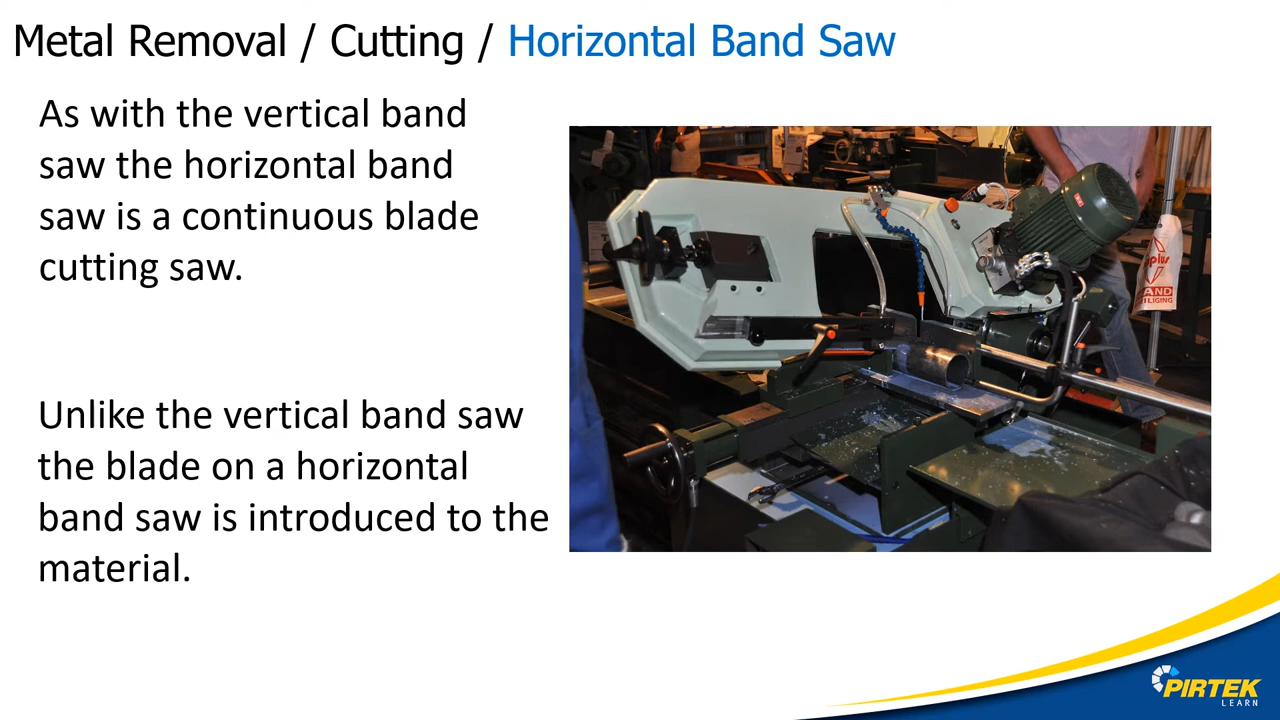 Metal Removal / Cutting / Horizontal Band Saw
As with the vertical band
saw the horizontal band
saw is a continuous blade
cutting saw.
Unlike the vertical band saw
the blade on a horizontal
band saw is introduced to the
material.
PIRTEK
LEARN